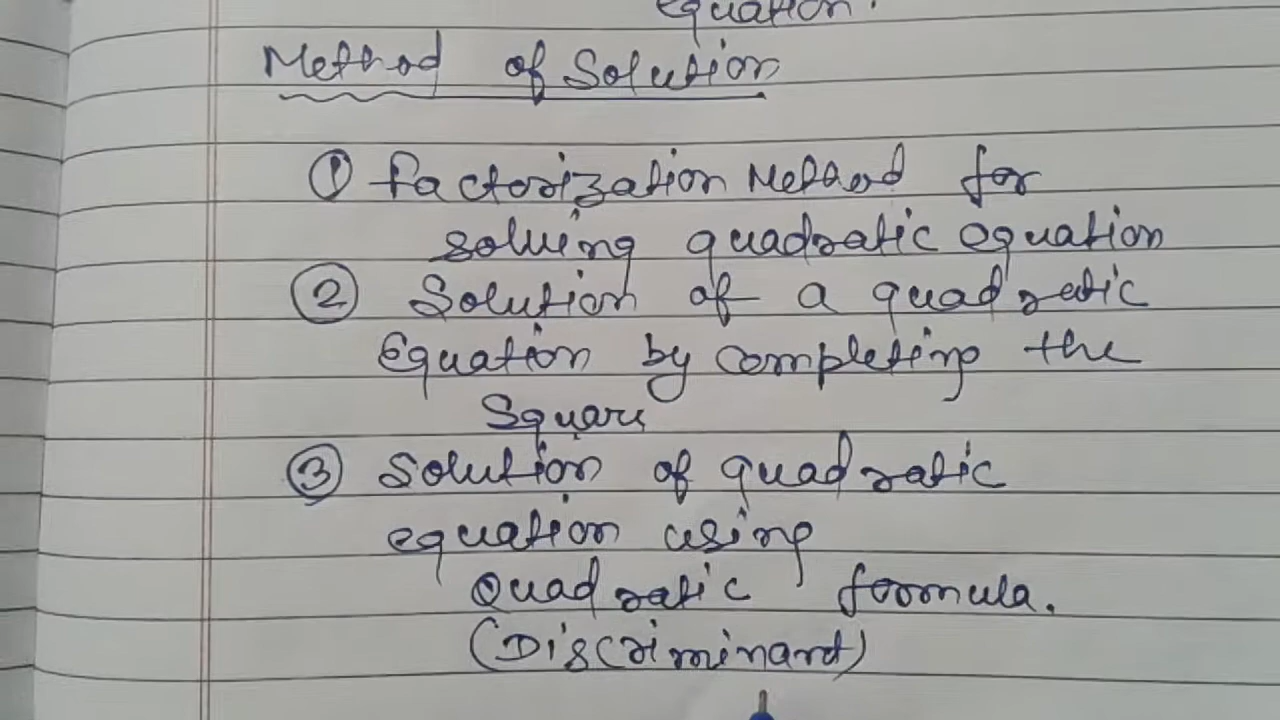 equation.
Method of Solution
① factorization Method for
solving quadratic equation
② Solution of a quadratic
Equation by completing the
Square
③ Solution of quadratic
equation using
Quadratic formula.
(Discriminant)